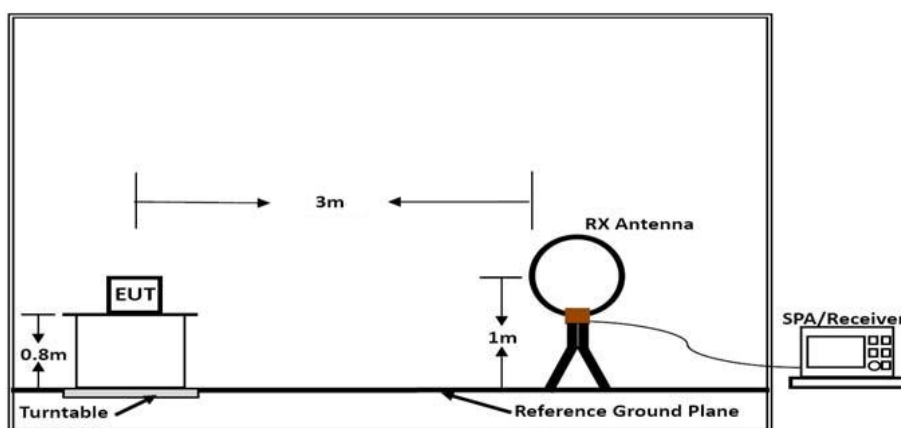 3m
RX Antenna
EUT
0.8m
1m
SPA/Receiver
Turntable
Reference Ground Plane